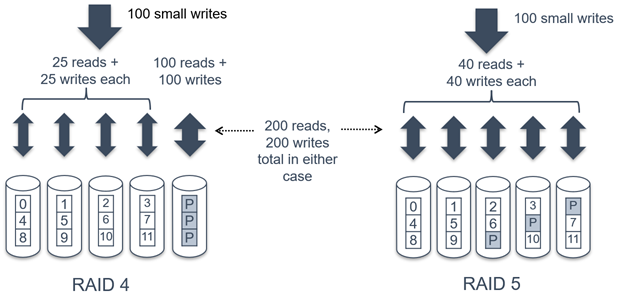 100 small writes
25 reads +
25 writes each
100 reads +
100 writes
0
4
8
1
5
9
2
6
10
3
7
11
P
P
P
RAID 4
200 reads,
200 writes
total in either
case
100 small writes
40 reads +
40 writes each
0
4
8
1
5
9
2
6
P
3
P
10
P
7
11
RAID 5